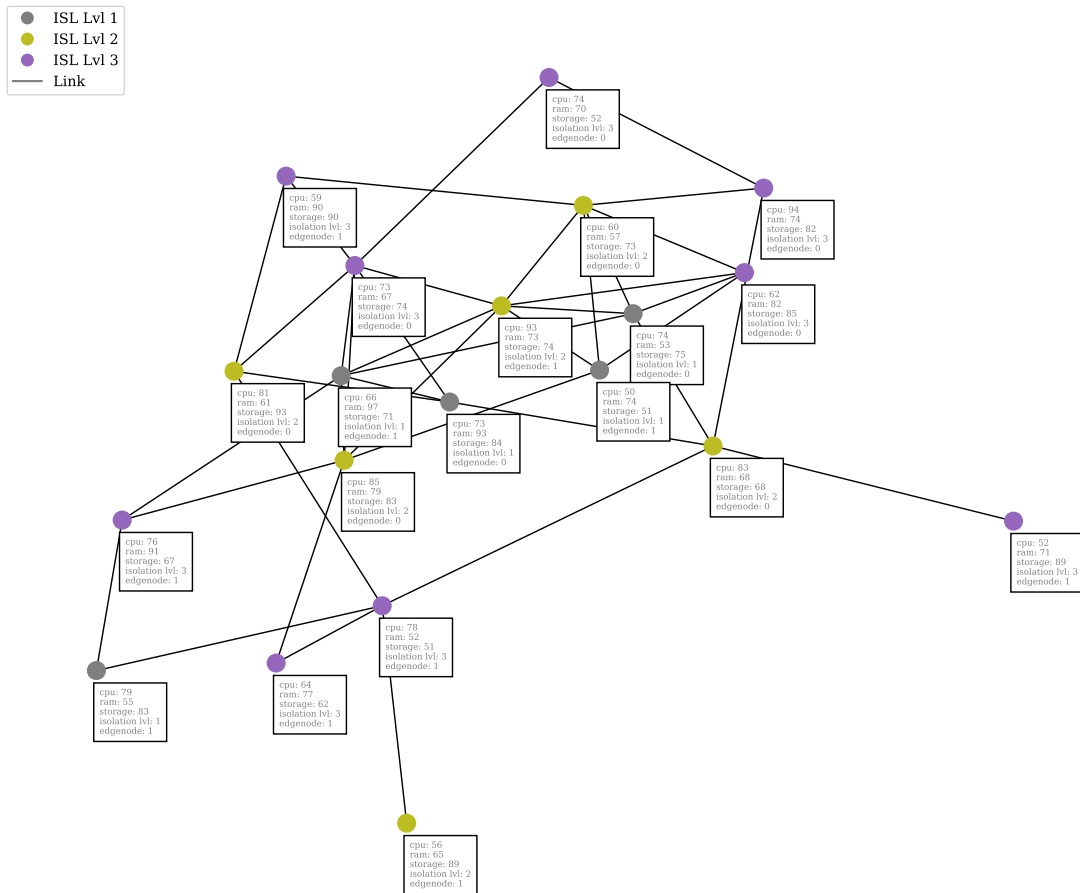 ISL Lvl 1
ISL Lvl 2
ISL Lvl 3
Link
cpu: 74
ram: 70
storage: 52
isolation lvl: 3
edgenode: 0
cpu: 59
ram: 90
storage: 90
isolation lvl: 3
edgenode: 1
cpu: 94
ram: 74
storage: 82
isolation lvl: 3
edgenode: 0
cpu: 60
ram: 57
storage: 73
isolation lvl: 2
edgenode: 0
cpu: 73
ram: 67
storage: 74
isolation lvl: 3
edgenode: 0
cpu: 62
ram: 82
storage: 85
isolation lvl: 3
edgenode: 0
cpu: 93
ram: 73
storage: 74
isolation lvl: 2
edgenode: 1
cpu: 74
ram: 53
storage: 75
isolation lvl: 1
edgenode: 0
cpu: 81
ram: 61
storage: 93
isolation lvl: 2
edgenode: 0
cpu: 66
ram: 97
storage: 71
isolation lvl: 1
edgenode: 1
cpu: 50
ram: 74
storage: 51
isolation lvl: 1
edgenode: 1
cpu: 73
ram: 93
storage: 84
isolation lvl: 1
edgenode: 0
cpu: 85
ram: 79
storage: 83
isolation lvl: 2
edgenode: 0
cpu: 83
ram: 68
storage: 68
isolation lvl: 2
edgenode: 0
cpu: 76
ram: 91
storage: 67
isolation lvl: 3
edgenode: 1
cpu: 52
ram: 71
storage: 89
isolation lvl: 3
edgenode: 1
cpu: 78
ram: 52
storage: 51
isolation lvl: 3
edgenode: 1
cpu: 64
ram: 77
storage: 62
isolation lvl: 3
edgenode: 1
cpu: 79
ram: 55
storage: 83
isolation lvl: 1
edgenode: 1
cpu: 56
ram: 65
storage: 89
isolation lvl: 2
edgenode: 1